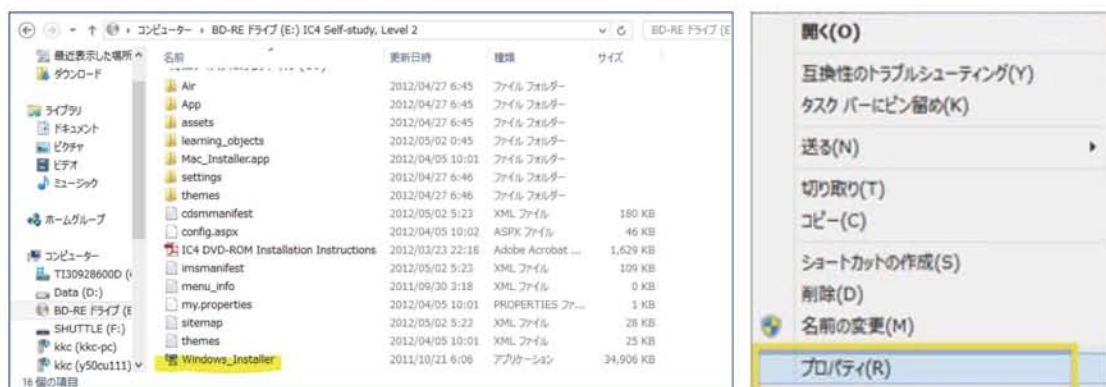 コンピューター › BD-RE ドライブ (E:) IC4 Self-study, Level 2
BD-RE ドライブ (E
最近表示した場所
ダウンロード
ライブラリ
ドキュメント
ピクチャ
ビデオ
ミュージック
ホームグループ
コンピューター
TI30928600D (
Data (D:)
BD-RE ドライブ (E
SHUTTLE (F:)
kkc (kkc-pc)
kkc (y50cu111)
16 個の項目
名前 更新日時 種類 サイズ
Air 2012/04/27 6:45 ファイル フォルダー
App 2012/04/27 6:45 ファイル フォルダー
assets 2012/04/27 6:45 ファイル フォルダー
learning_objects 2012/05/02 0:45 ファイル フォルダー
Mac_Installer.app 2012/04/05 10:01 ファイル フォルダー
settings 2012/04/27 6:46 ファイル フォルダー
themes 2012/04/27 6:46 ファイル フォルダー
cdsmmanifest 2012/05/02 5:23 XML ファイル 180 KB
config.aspx 2012/04/05 10:02 ASPX ファイル 46 KB
IC4 DVD-ROM Installation Instructions 2012/03/23 22:18 Adobe Acrobat ... 1,629 KB
imsmanifest 2012/05/02 5:23 XML ファイル 109 KB
menu_info 2011/09/30 3:18 XML ファイル 0 KB
my.properties 2012/04/05 10:01 PROPERTIES ファ... 1 KB
sitemap 2012/05/02 5:23 XML ファイル 28 KB
themes 2012/04/05 10:01 XML ファイル 25 KB
Windows_Installer 2011/10/21 6:06 アプリケーション 34,906 KB
開く(O)
互換性のトラブルシューティング(Y)
タスク バーにピン留め(K)
送る(N)
切り取り(T)
コピー(C)
ショートカットの作成(S)
削除(D)
名前の変更(M)
プロパティ(R)